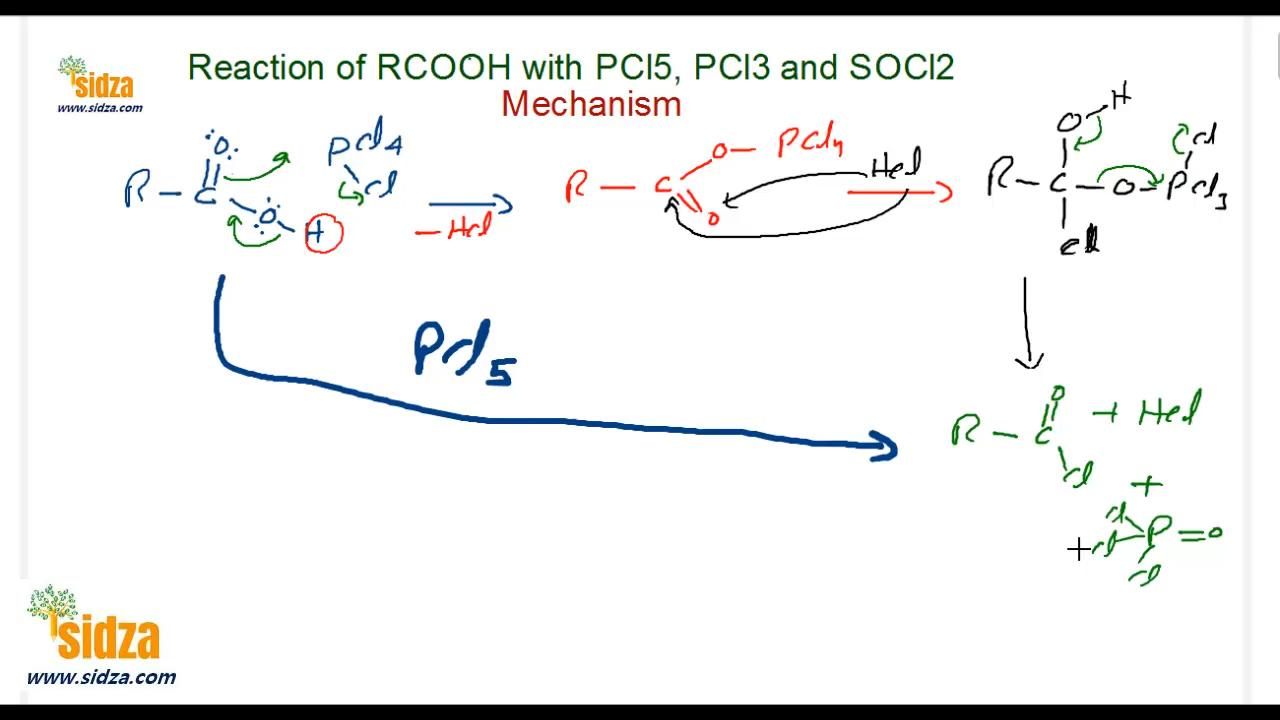 Reaction of RCOOH with PCl5, PCl3 and SOCl2
Mechanism
sidza
www.sidza.com
O
R - C
O
H
PCl4
Cl
- HCl
R - C
O - PCl4
O
HCl
O H
R - C - O - PCl3
Cl
Cl
PCl5
O
R - C + HCl
Cl
+
Cl
+ Cl P = O
Cl
sidza
www.sidza.com